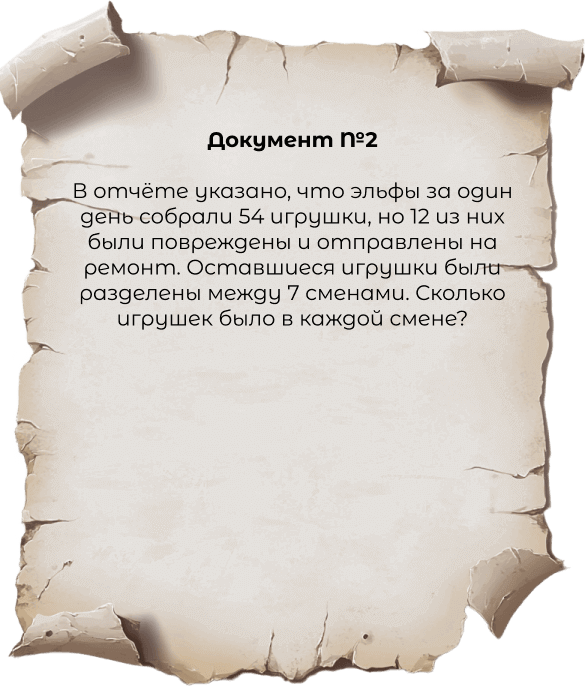 Документ №2
В отчёте указано, что эльфы за один
день собрали 54 игрушки, но 12 из них
были повреждены и отправлены на
ремонт. Оставшиеся игрушки были
разделены между 7 сменами. Сколько
игрушек было в каждой смене?